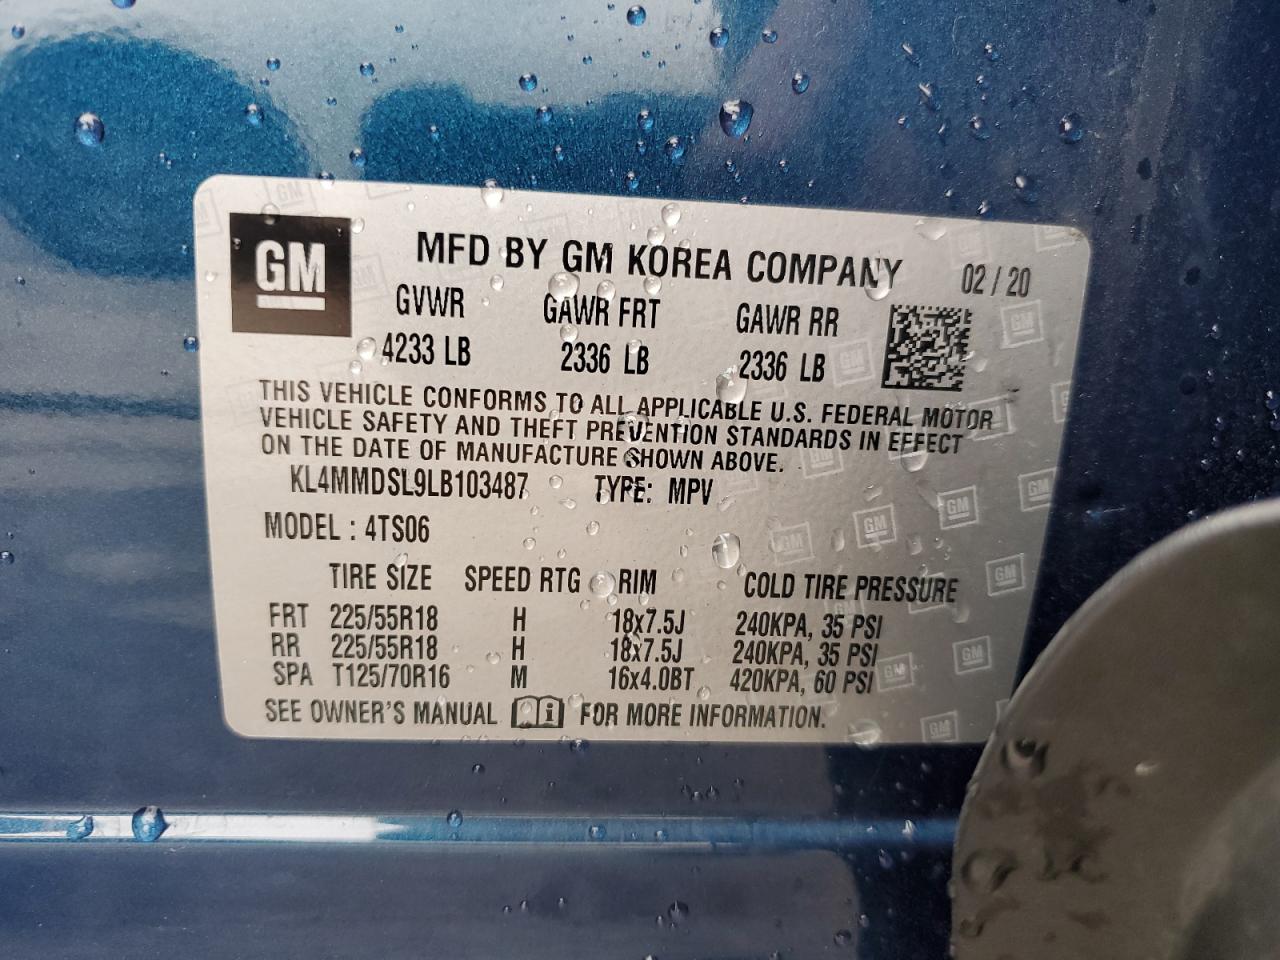 GM
MFD BY GM KOREA COMPANY 02 / 20
GVWR GAWR FRT GAWR RR
4233 LB 2336 LB 2336 LB
THIS VEHICLE CONFORMS TO ALL APPLICABLE U.S. FEDERAL MOTOR
VEHICLE SAFETY AND THEFT PREVENTION STANDARDS IN EFFECT
ON THE DATE OF MANUFACTURE SHOWN ABOVE.
KL4MMDSL9LB103487 TYPE: MPV
MODEL : 4TS06
TIRE SIZE SPEED RTG RIM COLD TIRE PRESSURE
FRT 225/55R18 H 18x7.5J 240KPA, 35 PSI
RR 225/55R18 H 18x7.5J 240KPA, 35 PSI
SPA T125/70R16 M 16x4.0BT 420KPA, 60 PSI
SEE OWNER'S MANUAL i FOR MORE INFORMATION.